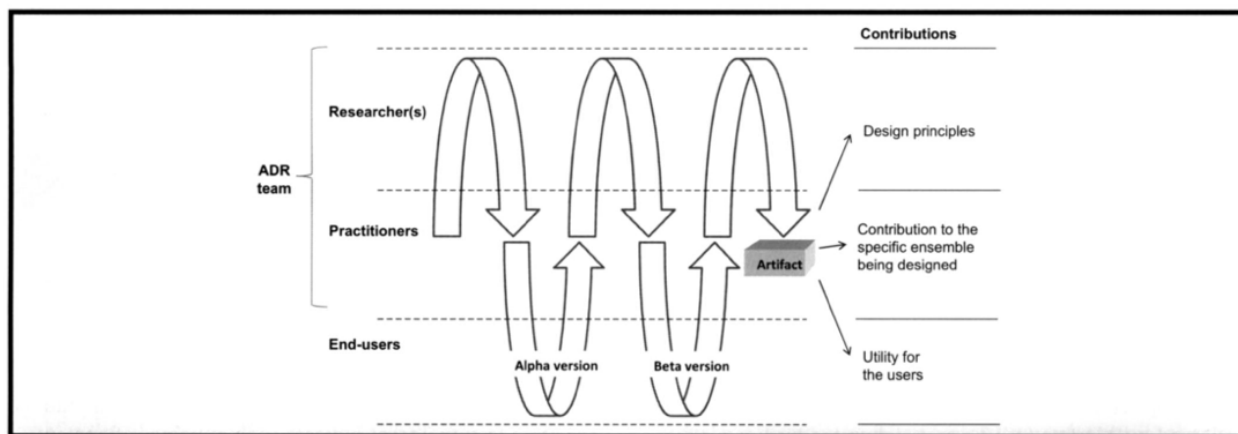 Contributions
Researcher(s)
Design principles
ADR
team
Practitioners
Contribution to the
specific ensemble
being designed
Artifact
End-users
Alpha version
Beta version
Utility for
the users